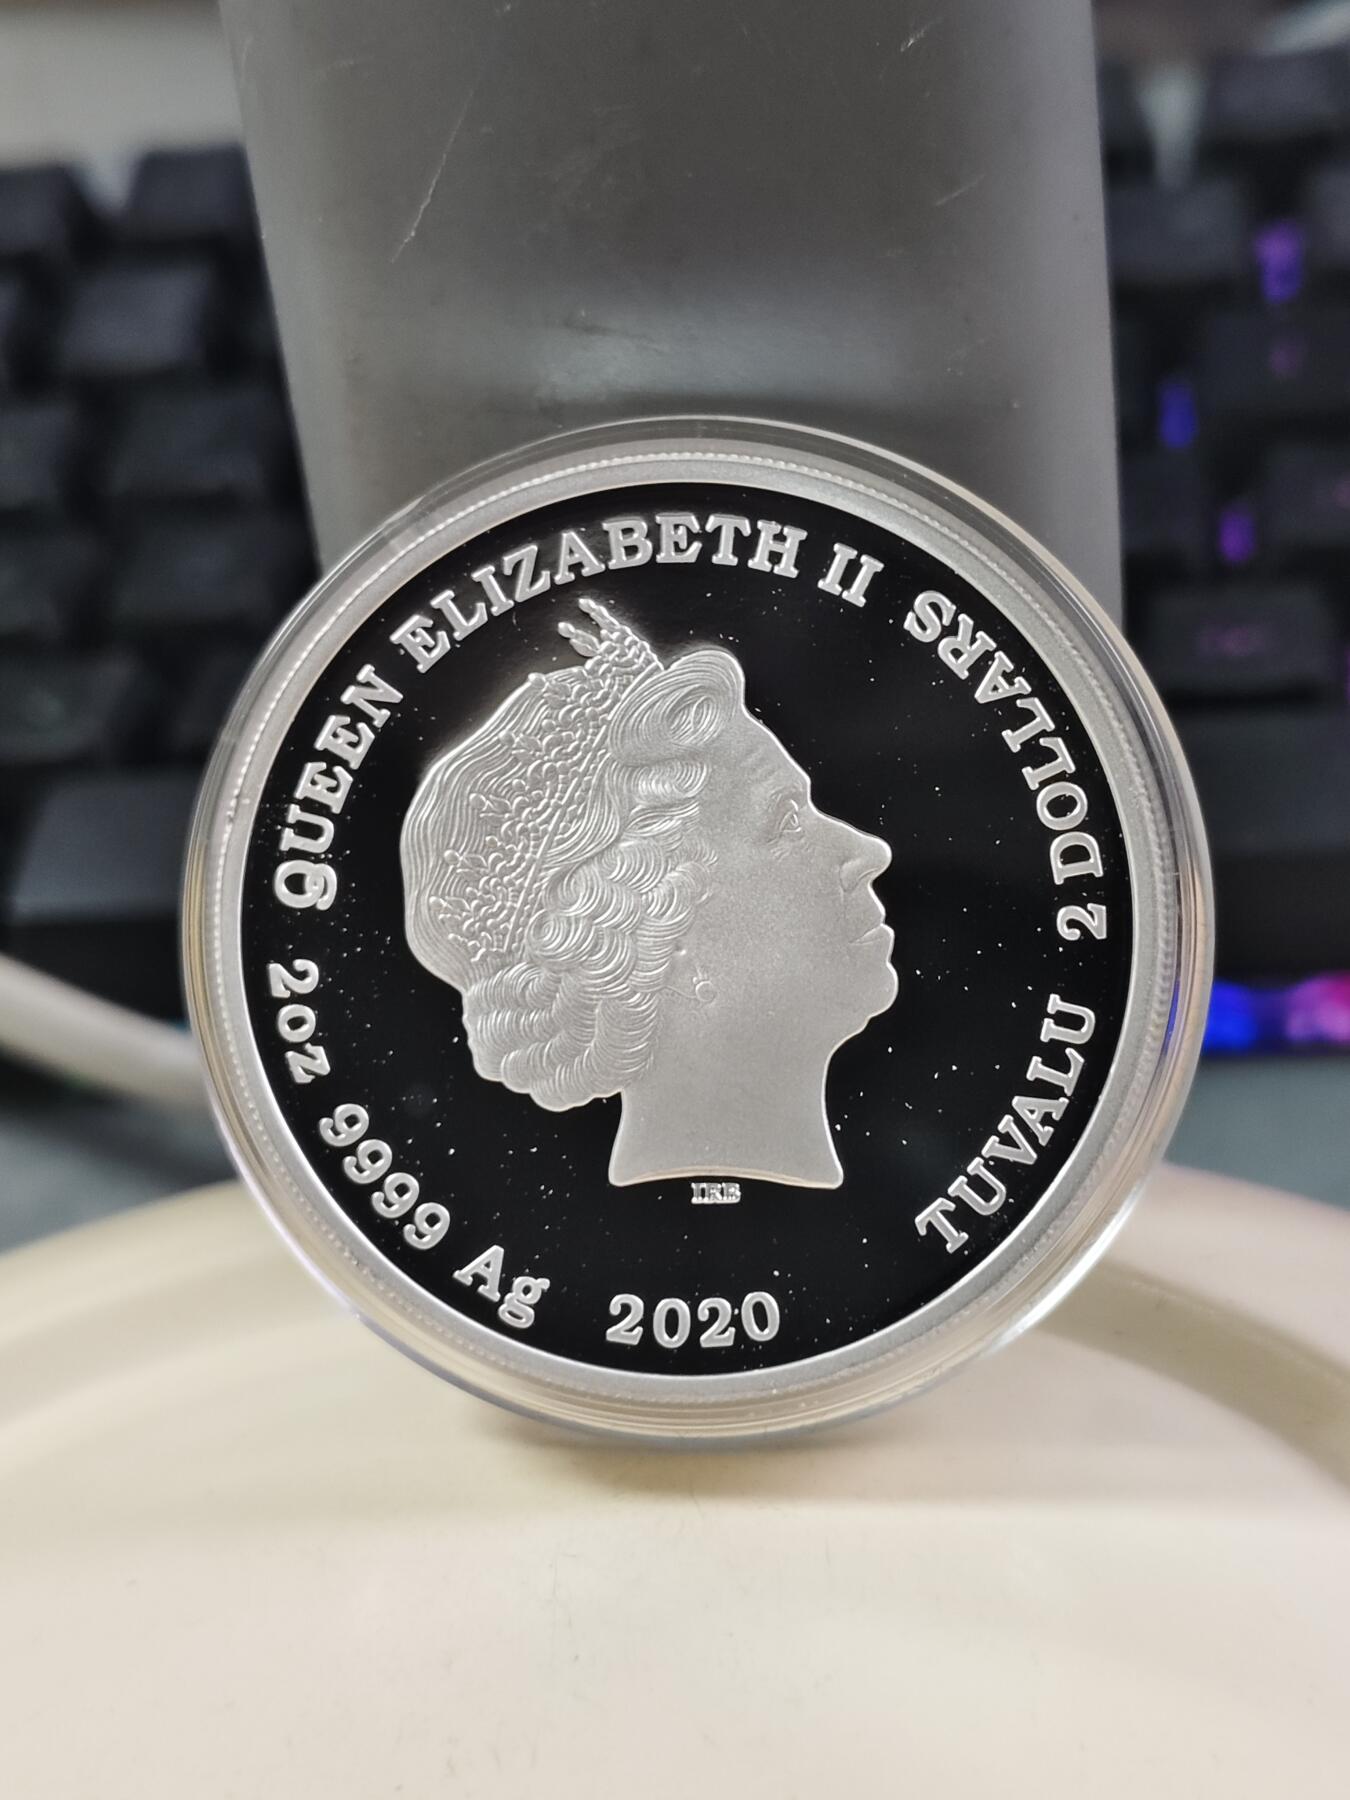 QUEEN ELIZABETH II
2 DOLLARS
TUVALU
2oz 9999 Ag
2020
IRB